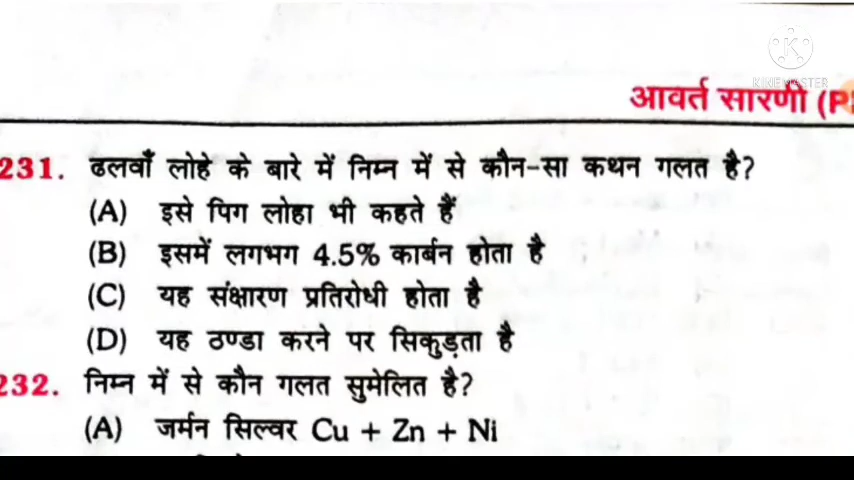 KINEMASTER
आवर्त सारणी (P
231. ढलवाँ लोहे के बारे में निम्न में से कौन-सा कथन गलत है?
(A) इसे पिग लोहा भी कहते हैं
(B) इसमें लगभग 4.5% कार्बन होता है
(C) यह संक्षारण प्रतिरोधी होता है
(D) यह ठण्डा करने पर सिकुड़ता है
232. निम्न में से कौन गलत सुमेलित है?
(A) जर्मन सिल्वर Cu + Zn + Ni